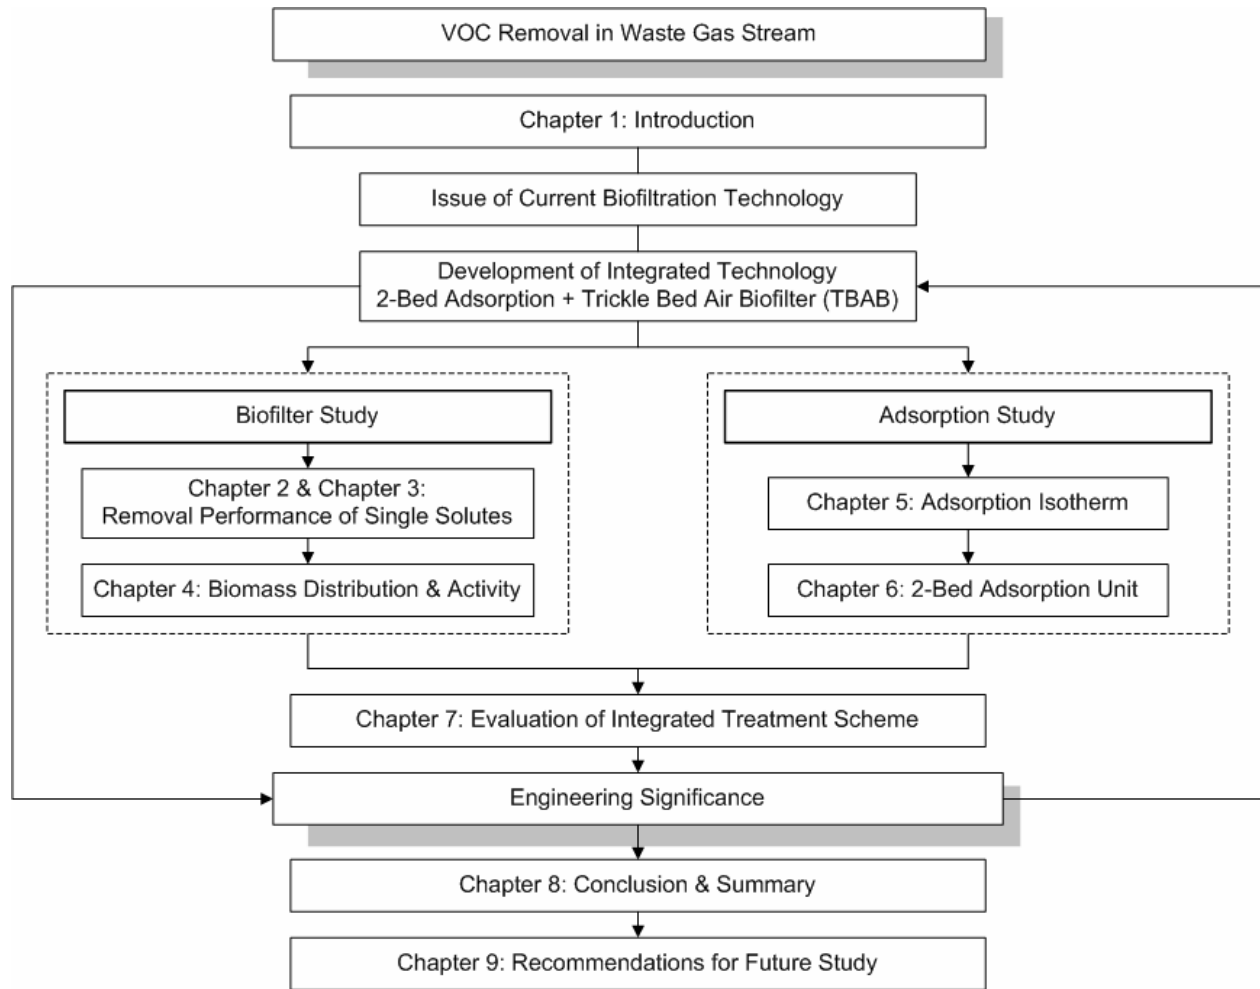 VOC Removal in Waste Gas Stream
Chapter 1: Introduction
Issue of Current Biofiltration Technology
Development of Integrated Technology
2-Bed Adsorption + Trickle Bed Air Biofilter (TBAB)
Biofilter Study
Chapter 2 & Chapter 3:
Removal Performance of Single Solutes
Chapter 4: Biomass Distribution & Activity
Adsorption Study
Chapter 5: Adsorption Isotherm
Chapter 6: 2-Bed Adsorption Unit
Chapter 7: Evaluation of Integrated Treatment Scheme
Engineering Significance
Chapter 8: Conclusion & Summary
Chapter 9: Recommendations for Future Study